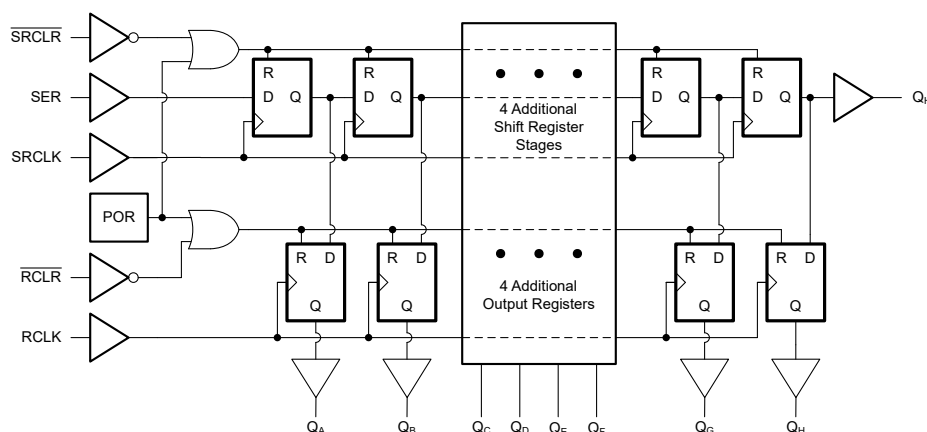 SRCLR
R
R
R
R
SER
D Q
D Q
D Q
D Q
QH
4 Additional
Shift Register
Stages
SRCLK
POR
R D
R D
R D
R D
RCLR
4 Additional
Output Registers
Q
Q
Q
Q
RCLK
QA
QB
QC
QD
QE
QF
QG
QH